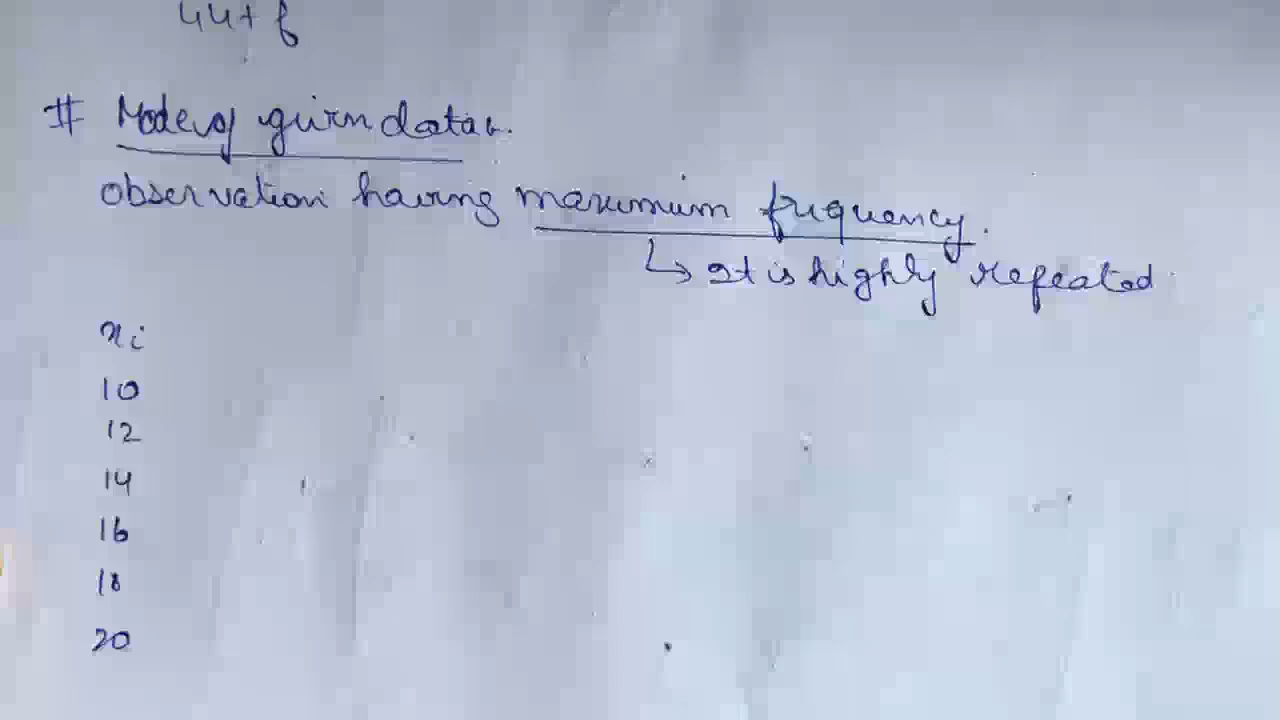 44+f
# Mode of given data.
observation having maximum frequency.
↳ It is highly repeated
xi
10
12
14
16
18
20